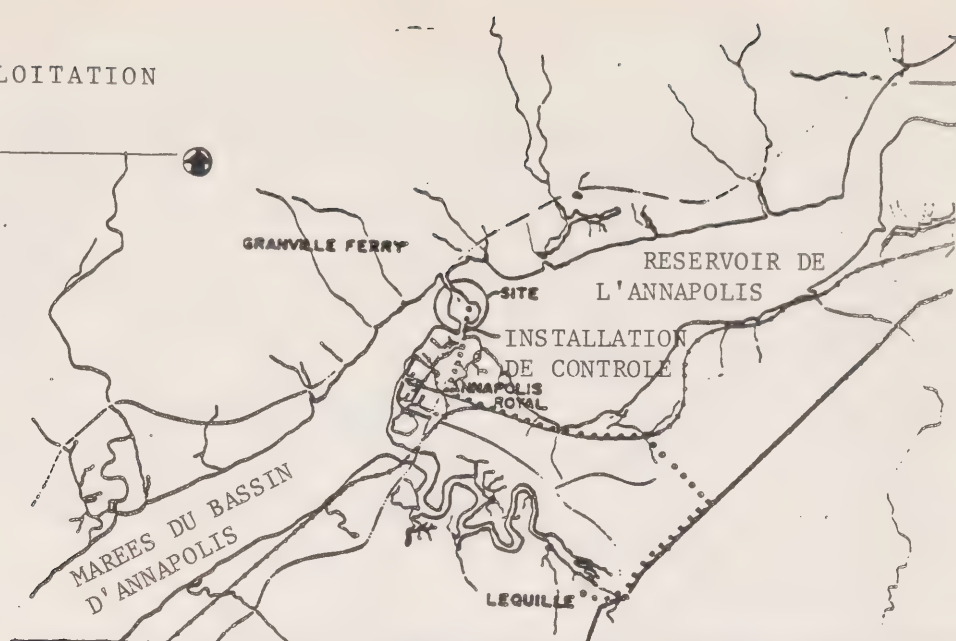 LOITATION
GRANVILLE FERRY
RESERVOIR DE
L'ANNAPOLIS
SITE
INSTALLATION
DE CONTROLE
ANNAPOLIS
ROYAL
MAREES DU BASSIN
D'ANNAPOLIS
LEQUILLE